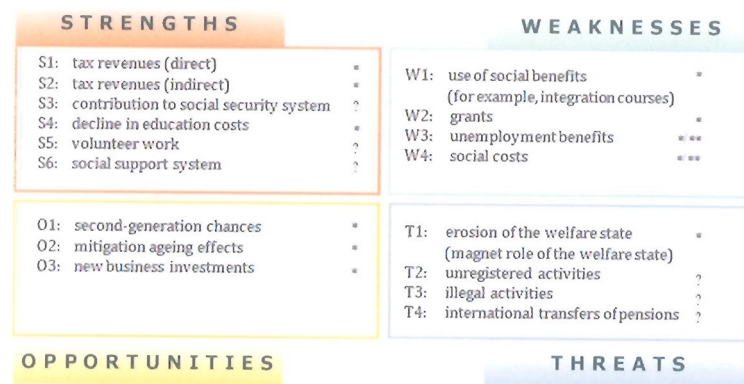 STRENGTHS
S1: tax revenues (direct) *
S2: tax revenues (indirect) *
S3: contribution to social security system ?
S4: decline in education costs *
S5: volunteer work ?
S6: social support system ?
WEAKNESSES
W1: use of social benefits *
(for example, integration courses)
W2: grants *
W3: unemployment benefits * **
W4: social costs * **
O1: second-generation chances *
O2: mitigation ageing effects *
O3: new business investments *
OPPORTUNITIES
T1: erosion of the welfare state *
(magnet role of the welfare state)
T2: unregistered activities ?
T3: illegal activities ?
T4: international transfers of pensions ?
THREATS